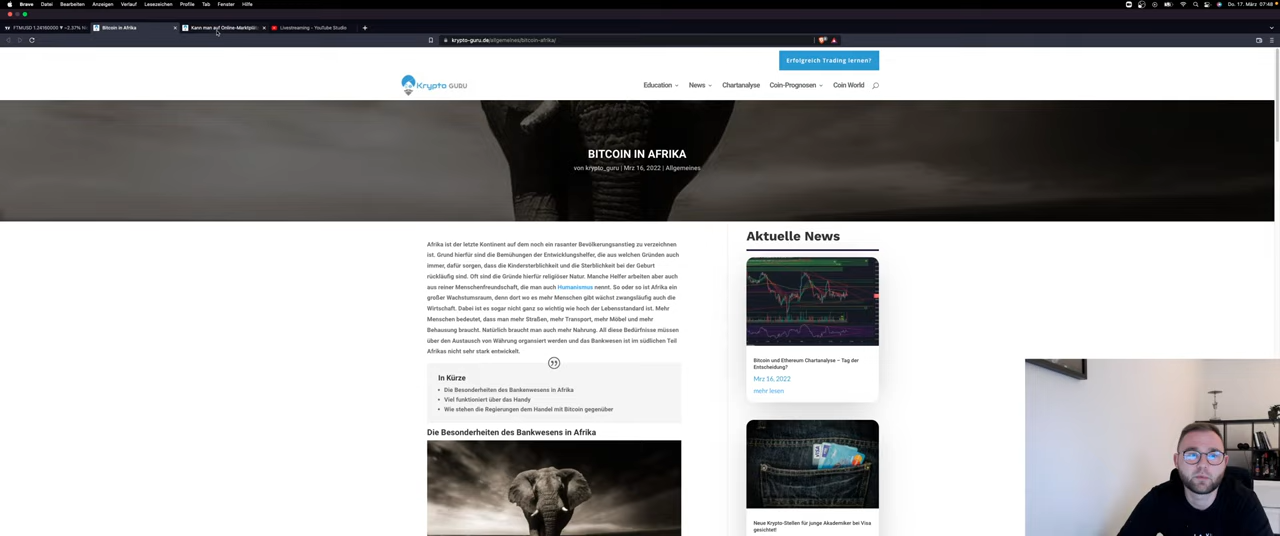 Brave Datei Bearbeiten Anzeigen Verlauf Lesezeichen Profile Tab Fenster Hilfe
Do. 17. März 07:48
FTMUSD 1.24160000 ▼ −2.37%
Bitcoin in Afrika
Kann man auf Online-Marktplät
Livestreaming - YouTube Studio
krypto-guru.de/allgemeines/bitcoin-afrika/
Erfolgreich Trading lernen?
Krypto GURU
Education News Chartanalyse Coin-Prognosen Coin World
BITCOIN IN AFRIKA
von krypto_guru | Mrz 16, 2022 | Allgemeines
Afrika ist der letzte Kontinent auf dem noch ein rasanter Bevölkerungsanstieg zu verzeichnen
ist. Grund hierfür sind die Bemühungen der Entwicklungshelfer, die aus welchen Gründen auch
immer, dafür sorgen, dass die Kindersterblichkeit und die Sterblichkeit bei der Geburt
rückläufig sind. Oft sind die Gründe hierfür religiöser Natur. Manche Helfer arbeiten aber auch
aus reiner Menschenfreundschaft, die man auch Humanismus nennt. So oder so ist Afrika ein
großer Wachstumsraum, denn dort wo es mehr Menschen gibt wächst zwangsläufig auch die
Wirtschaft. Dabei ist es sogar nicht ganz so wichtig wie hoch der Lebensstandard ist. Mehr
Menschen bedeutet, dass man mehr Straßen, mehr Transport, mehr Möbel und mehr
Behausung braucht. Natürlich braucht man auch mehr Nahrung. All diese Bedürfnisse müssen
über den Austausch von Währung organsiert werden und das Bankwesen ist im südlichen Teil
Afrikas nicht sehr stark entwickelt.
In Kürze
Die Besonderheiten des Bankenwesens in Afrika
Viel funktioniert über das Handy
Wie stehen die Regierungen dem Handel mit Bitcoin gegenüber
Die Besonderheiten des Bankwesens in Afrika
Aktuelle News
Bitcoin und Ethereum Chartanalyse – Tag der
Entscheidung?
Mrz 16, 2022
mehr lesen
VISA
Neue Krypto-Stellen für junge Akademiker bei Visa
gesichtet!